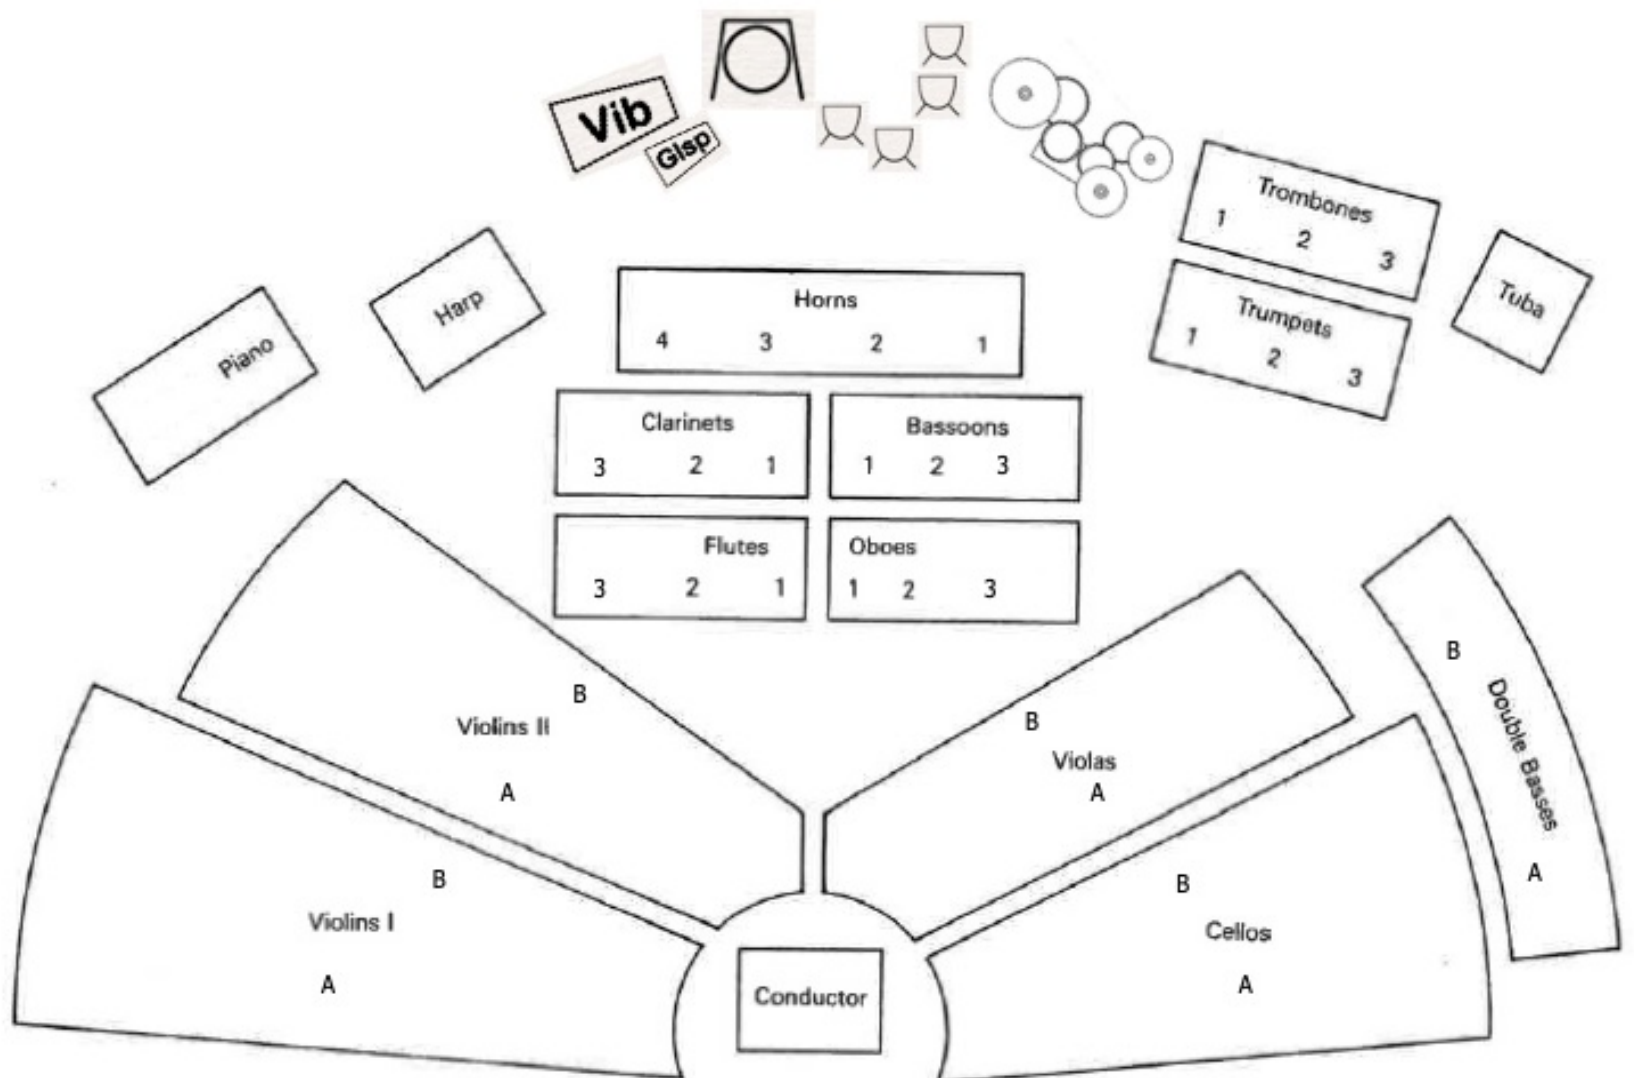 Vib
Glsp
Trombones
1 2 3
Trumpets
1 2 3
Tuba
Harp
Piano
Horns
4 3 2 1
Clarinets
3 2 1
Bassoons
1 2 3
Flutes
3 2 1
Oboes
1 2 3
B
Violins II
A
B
Violas
A
B
Double Basses
A
B
Violins I
A
B
Cellos
A
Conductor